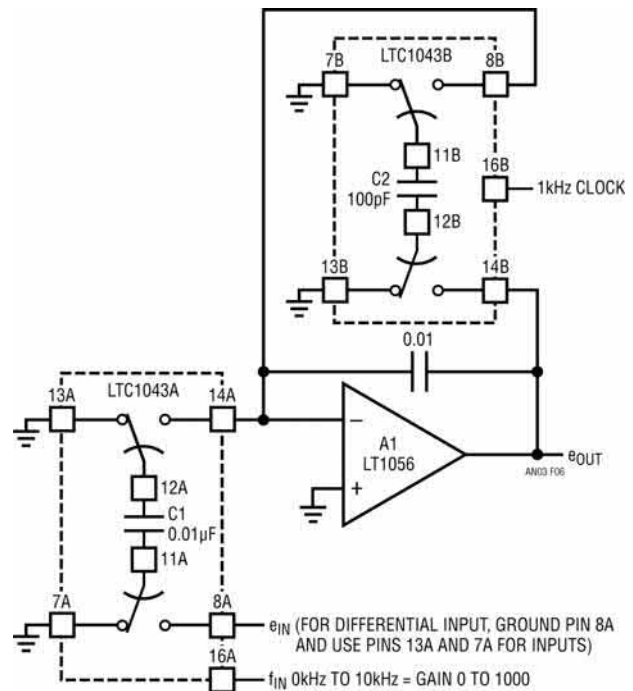 LTC1043B
7B
8B
11B
16B
C2
100pF
1kHz CLOCK
12B
13B
14B
0.01
LTC1043A
13A
14A
−
A1
LT1056
+
eOUT
AN03 F06
12A
C1
0.01µF
11A
7A
8A
eIN (FOR DIFFERENTIAL INPUT, GROUND PIN 8A
AND USE PINS 13A AND 7A FOR INPUTS)
16A
fIN 0kHz TO 10kHz = GAIN 0 TO 1000